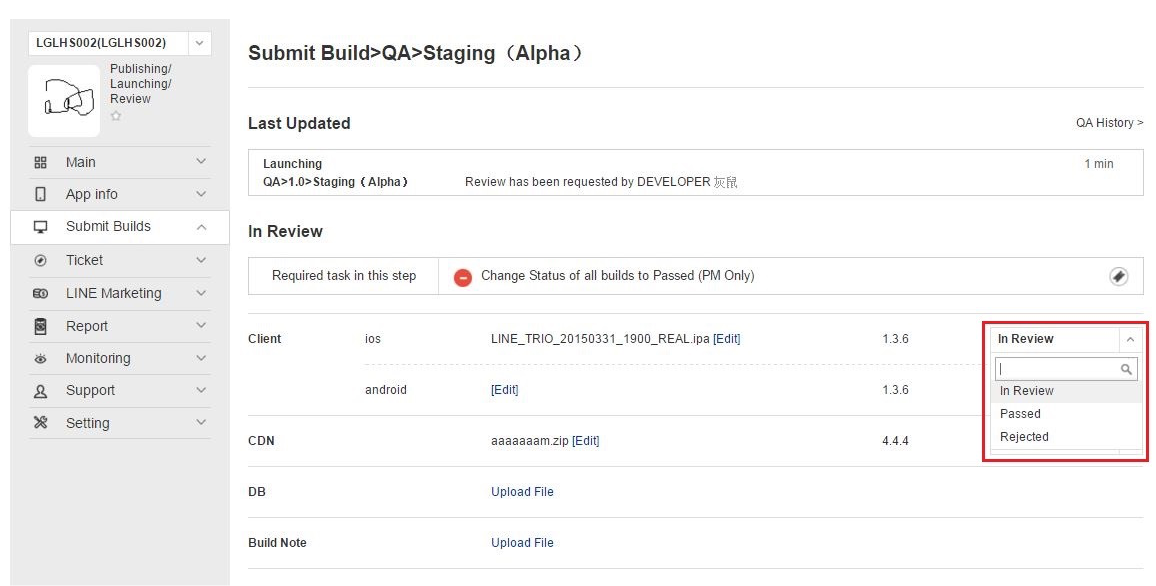 LGLHS002(LGLHS002)
Publishing/
Launching/
Review
Main
App info
Submit Builds
Ticket
LINE Marketing
Report
Monitoring
Support
Setting
Submit Build>QA>Staging（Alpha）
Last Updated
QA History >
Launching
1 min
QA>1.0>Staging（Alpha） Review has been requested by DEVELOPER 灰鼠
In Review
Required task in this step Change Status of all builds to Passed (PM Only)
Client ios LINE_TRIO_20150331_1900_REAL.ipa [Edit] 1.3.6 In Review
android [Edit] 1.3.6 In Review
Passed
Rejected
CDN aaaaaaam.zip [Edit] 4.4.4
DB Upload File
Build Note Upload File